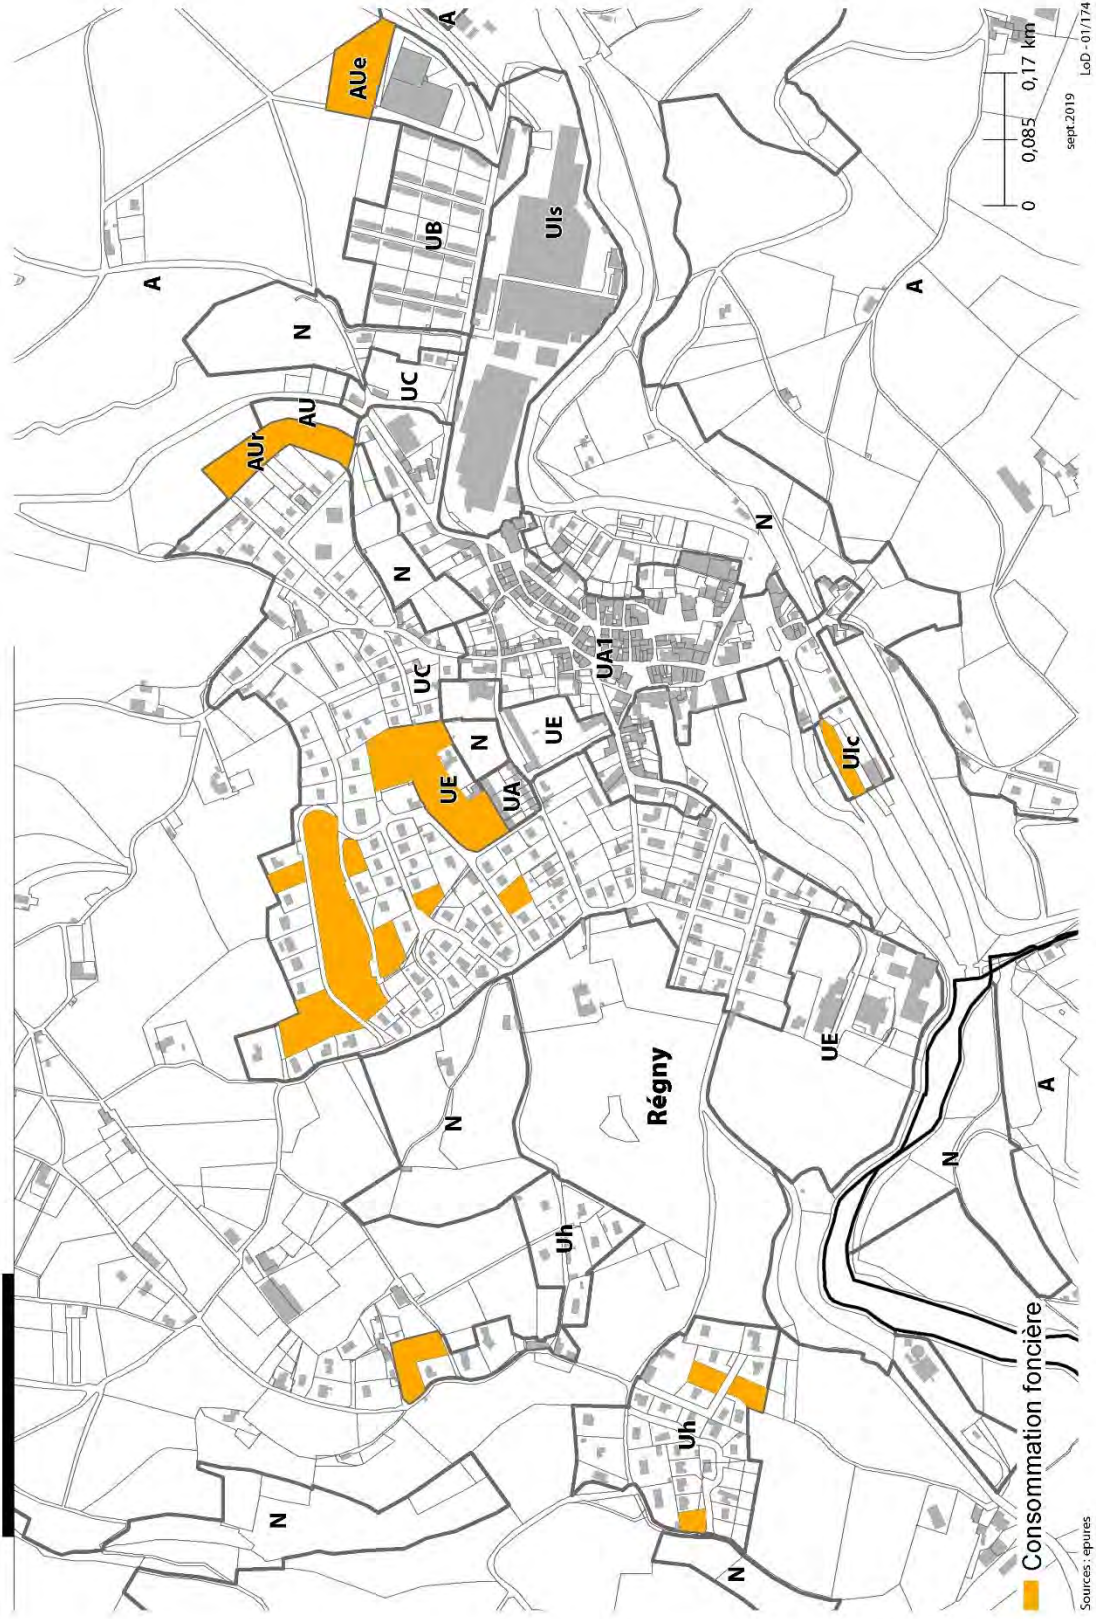 A
AUr
N
N
AU
AUe
N
UC
UC
UB
A
UE
N
N
UA
UIs
UE
Uh
UA1
Régny
Uh
N
N
UE
UIc
A
N
A
Consommation foncière
0 0,085 0,17 km
sept.2019
Sources : epures
LoD - 01/174